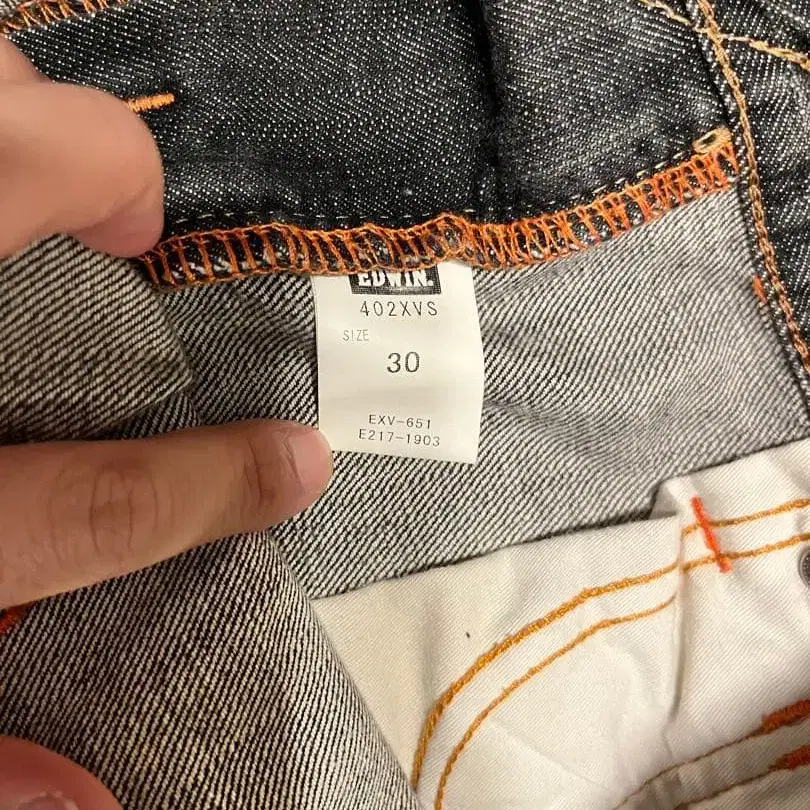 EDWIN.
402XVS
SIZE
30
EXV-651
E217-1903